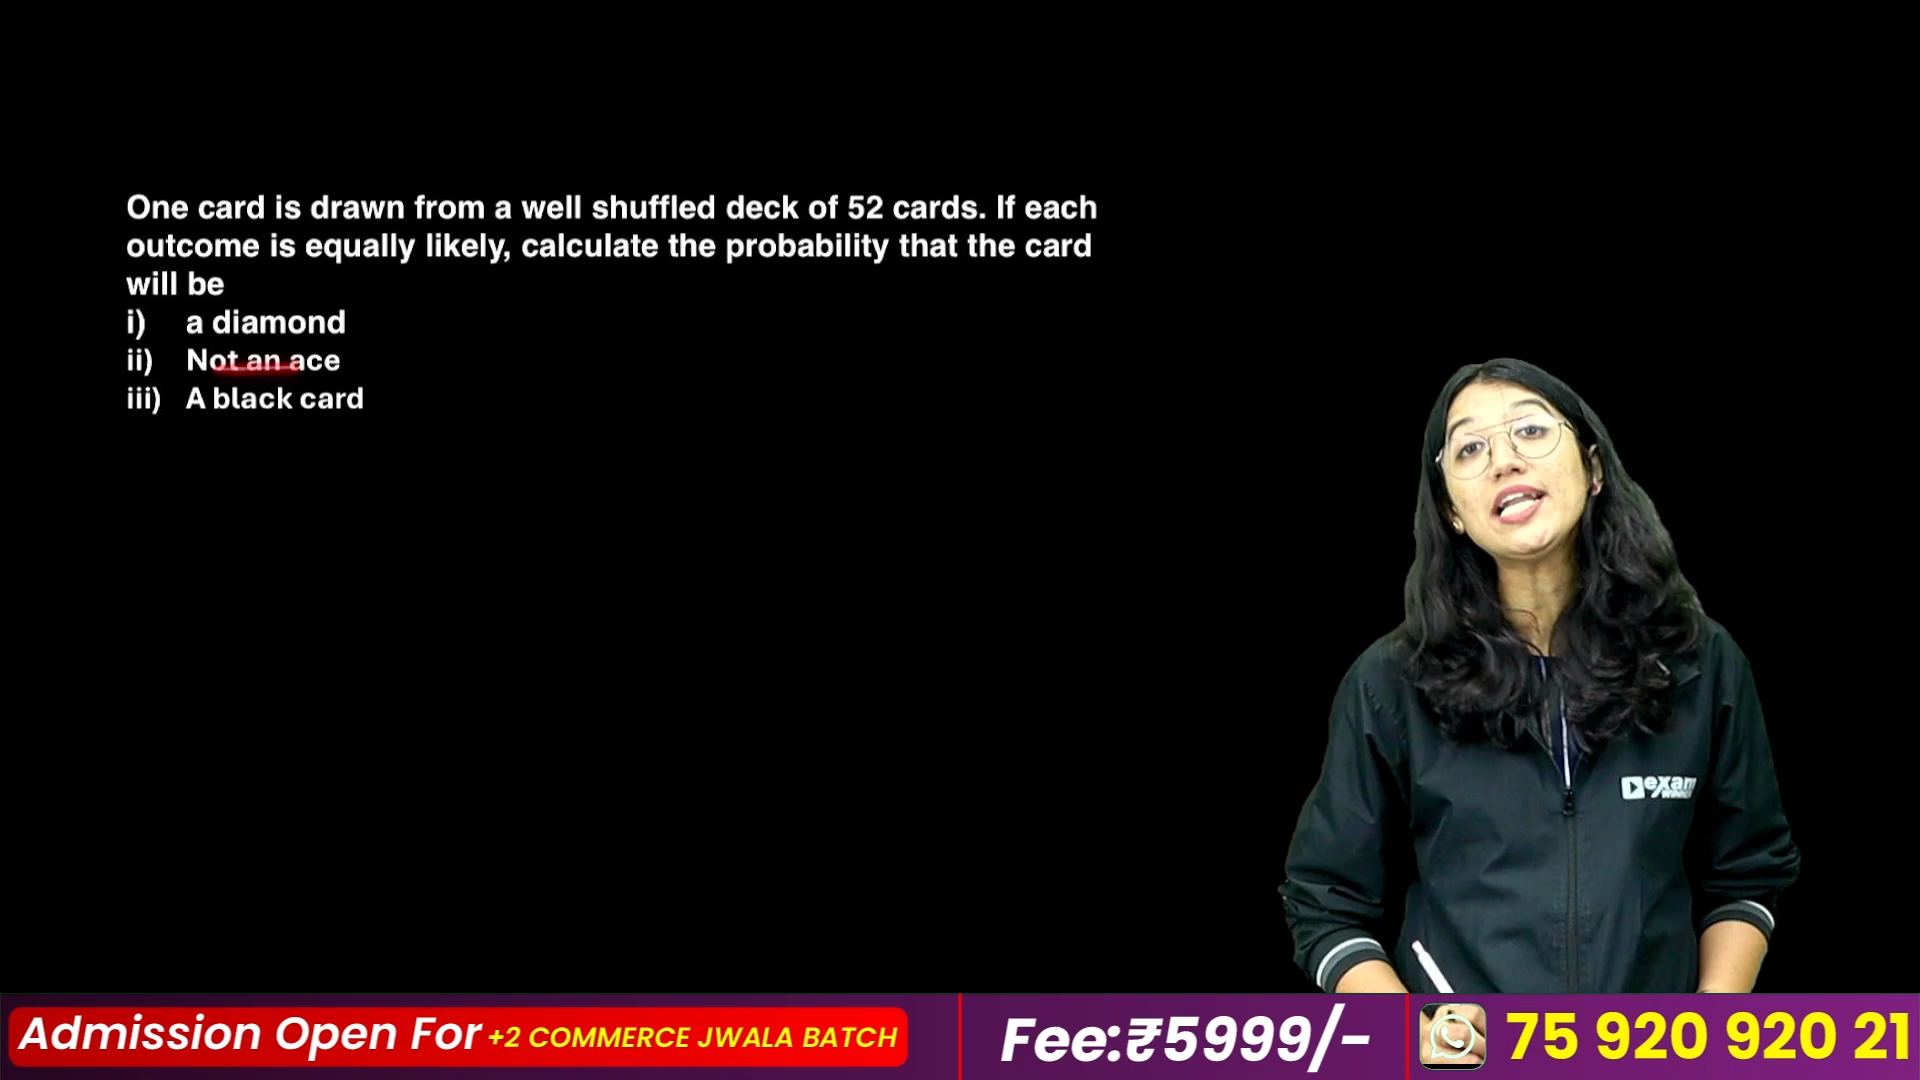 One card is drawn from a well shuffled deck of 52 cards. If each
outcome is equally likely, calculate the probability that the card
will be
i) a diamond
ii) Not an ace
iii) A black card
exam
WINNER
Admission Open For +2 COMMERCE JWALA BATCH
Fee:₹5999/-
75 920 920 21